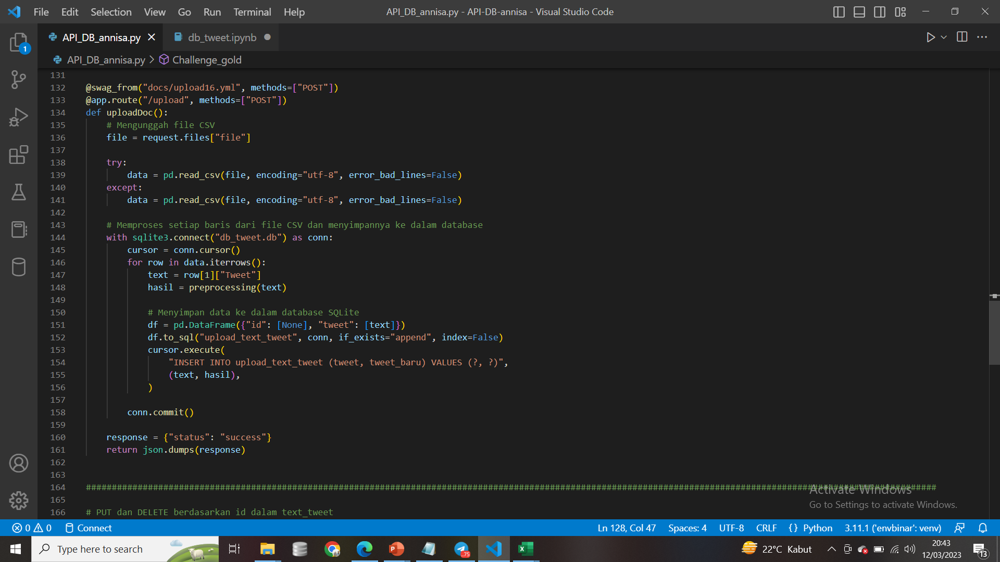 File Edit Selection View Go Run Terminal Help
API_DB_annisa.py - API-DB-annisa - Visual Studio Code
API_DB_annisa.py
db_tweet.ipynb
API_DB_annisa.py > Challenge_gold
1
131
132 @swag_from("docs/upload16.yml", methods=["POST"])
133 @app.route("/upload", methods=["POST"])
134 def uploadDoc():
135     # Mengunggah file CSV
136     file = request.files["file"]
137
138     try:
139         data = pd.read_csv(file, encoding="utf-8", error_bad_lines=False)
140     except:
141         data = pd.read_csv(file, encoding="utf-8", error_bad_lines=False)
142
143     # Memproses setiap baris dari file CSV dan menyimpannya ke dalam database
144     with sqlite3.connect("db_tweet.db") as conn:
145         cursor = conn.cursor()
146         for row in data.iterrows():
147             text = row[1]["Tweet"]
148             hasil = preprocessing(text)
149
150             # Menyimpan data ke dalam database SQLite
151             df = pd.DataFrame({"id": [None], "tweet": [text]})
152             df.to_sql("upload_text_tweet", conn, if_exists="append", index=False)
153             cursor.execute(
154                 "INSERT INTO upload_text_tweet (tweet, tweet_baru) VALUES (?, ?)",
155                 (text, hasil),
156             )
157
158         conn.commit()
159
160     response = {"status": "success"}
161     return json.dumps(response)
162
163
164 #####################################################################################################################################################################
165
166 # PUT dan DELETE berdasarkan id dalam text_tweet
Activate Windows
Go to Settings to activate Windows.
0 0 Connect
Ln 128, Col 47 Spaces: 4 UTF-8 CRLF {} Python 3.11.1 ('envbinar': venv)
Type here to search
..75
22°C Kabut
20:43
12/03/2023
13